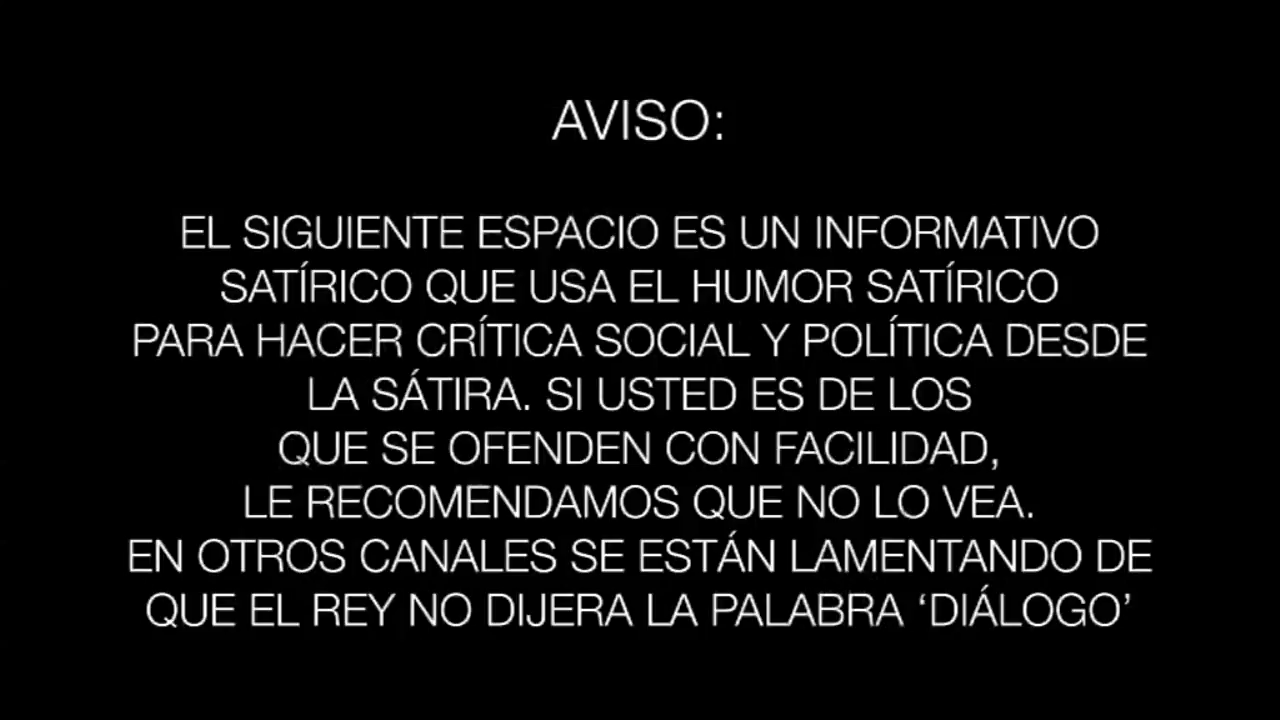 AVISO:
EL SIGUIENTE ESPACIO ES UN INFORMATIVO
SATÍRICO QUE USA EL HUMOR SATÍRICO
PARA HACER CRÍTICA SOCIAL Y POLÍTICA DESDE
LA SÁTIRA. SI USTED ES DE LOS
QUE SE OFENDEN CON FACILIDAD,
LE RECOMENDAMOS QUE NO LO VEA.
EN OTROS CANALES SE ESTÁN LAMENTANDO DE
QUE EL REY NO DIJERA LA PALABRA ‘DIÁLOGO’